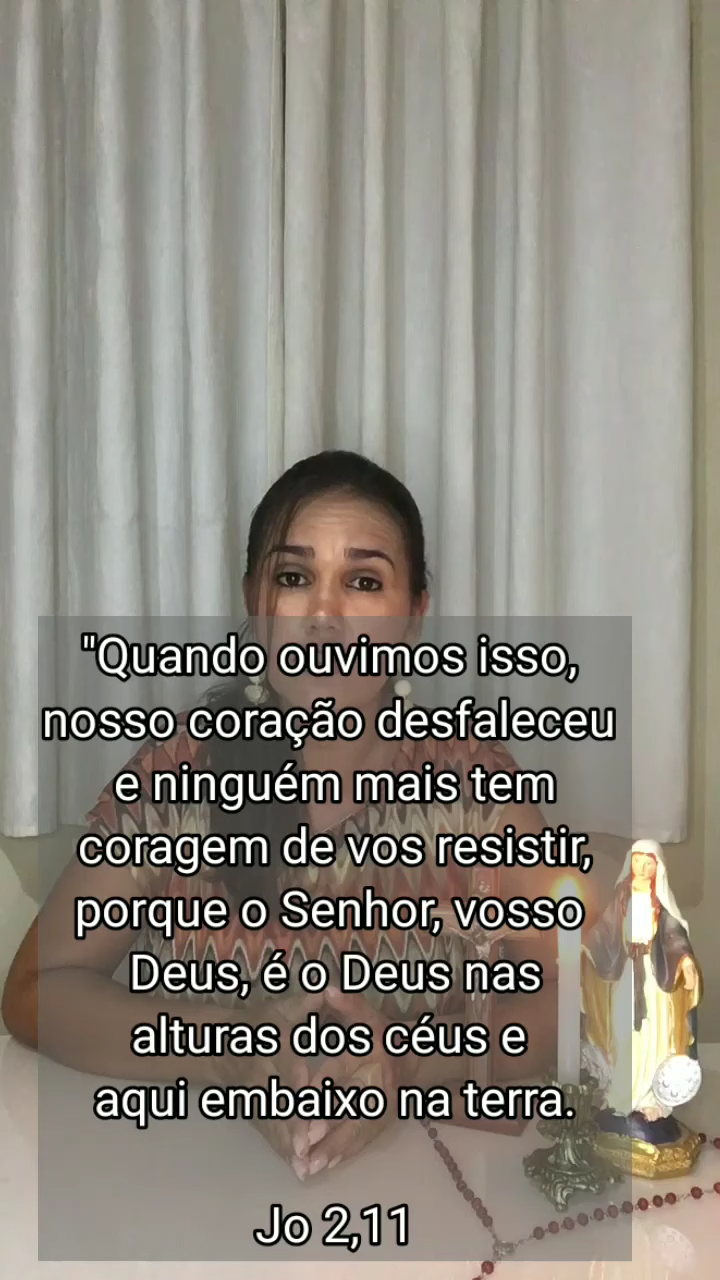 "Quando ouvimos isso,
nosso coração desfaleceu
e ninguém mais tem
coragem de vos resistir,
porque o Senhor, vosso
Deus, é o Deus nas
alturas dos céus e
aqui embaixo na terra.
Jo 2,11